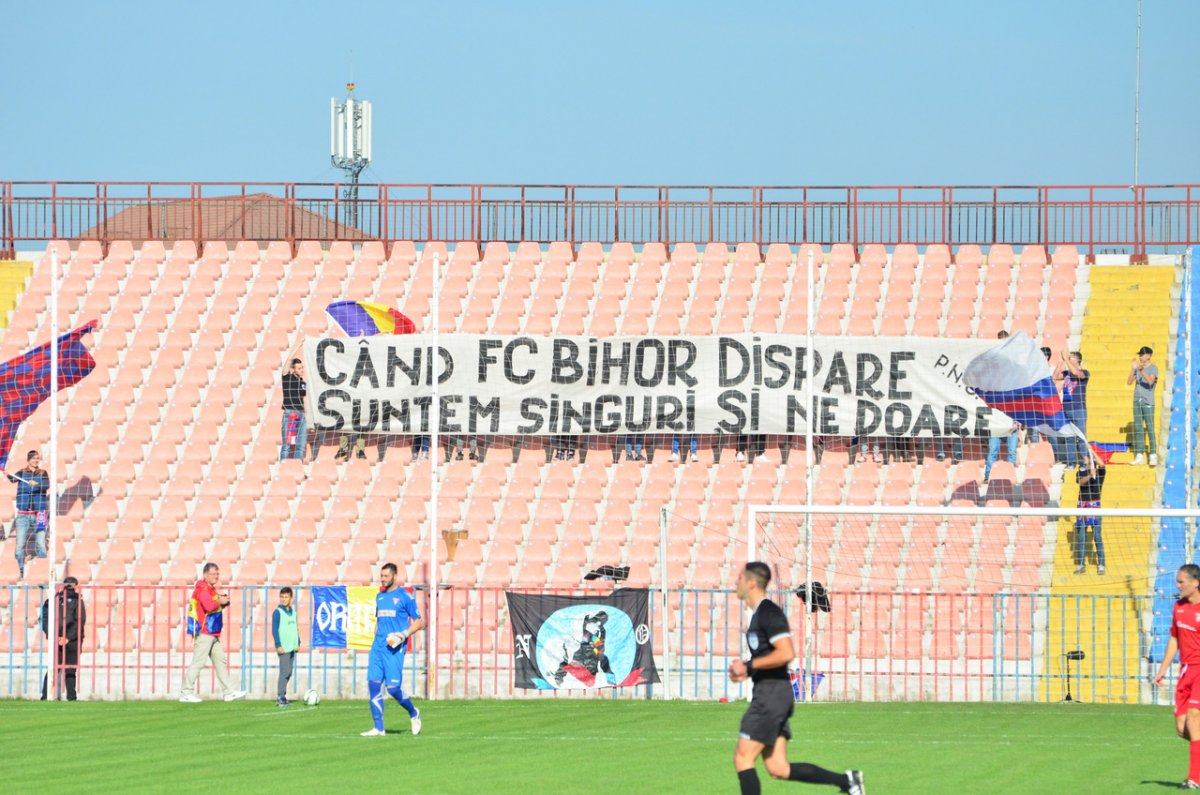 CÂND FC BIHOR DISPARE
P.N.
SUNTEM SINGURI ȘI NE DOARE
N
O